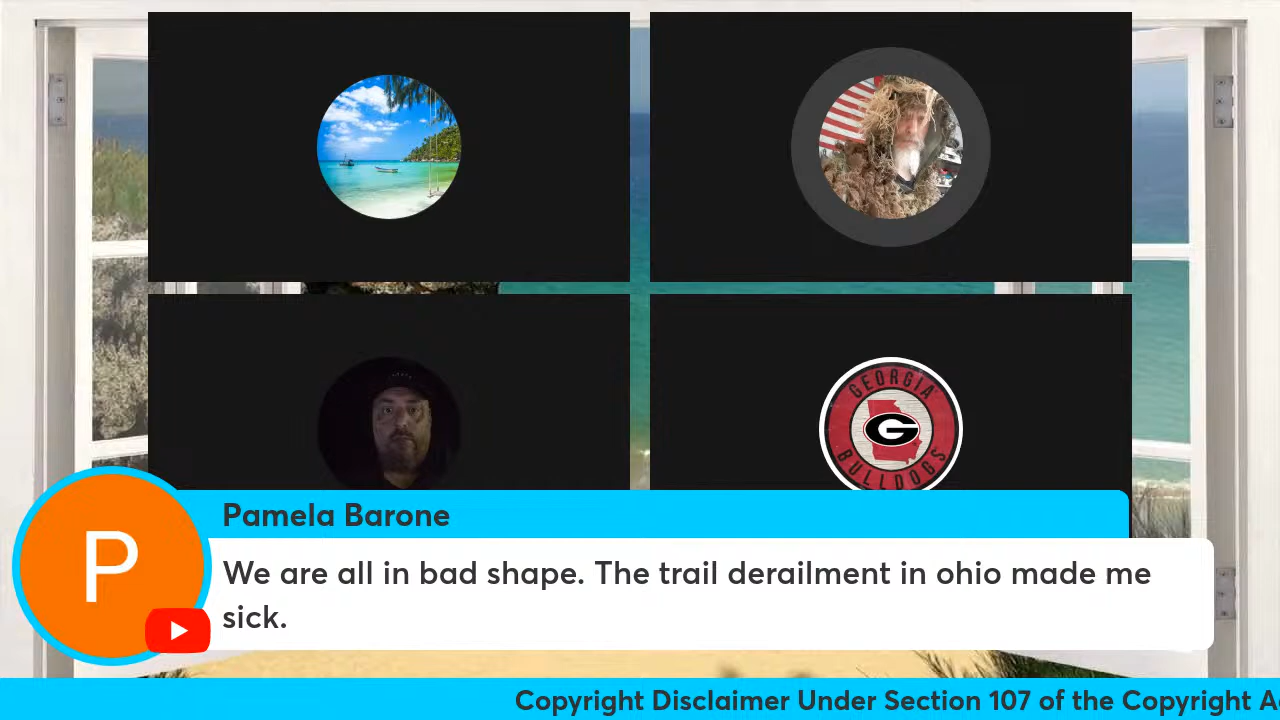 GEORGIA
G
BULLDOGS
P
Pamela Barone
We are all in bad shape. The trail derailment in ohio made me
sick.
Copyright Disclaimer Under Section 107 of the Copyright A